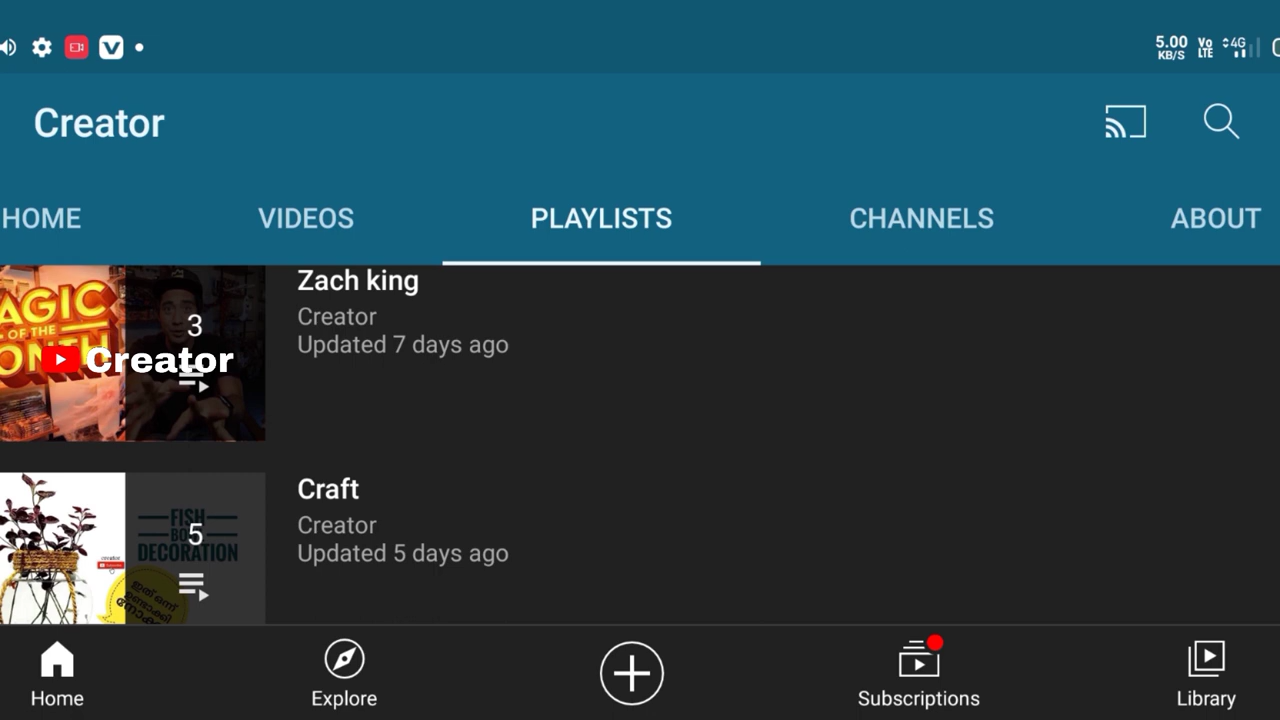 5.00
KB/S
Vo
LTE
4G
Creator
HOME
VIDEOS
PLAYLISTS
CHANNELS
ABOUT
AGIC
OF THE
ONTH
3
Creator
Zach king
Creator
Updated 7 days ago
FISH
5
DECORATION
Craft
Creator
Updated 5 days ago
Home
Explore
Subscriptions
Library